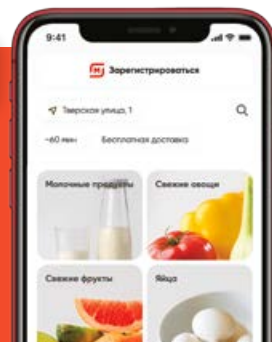 9:41
М Зарегистрироваться
Тверская улица, 1
~60 мин Бесплатная доставка
Молочные продукты Свежие овощи
Свежие фрукты Яйца